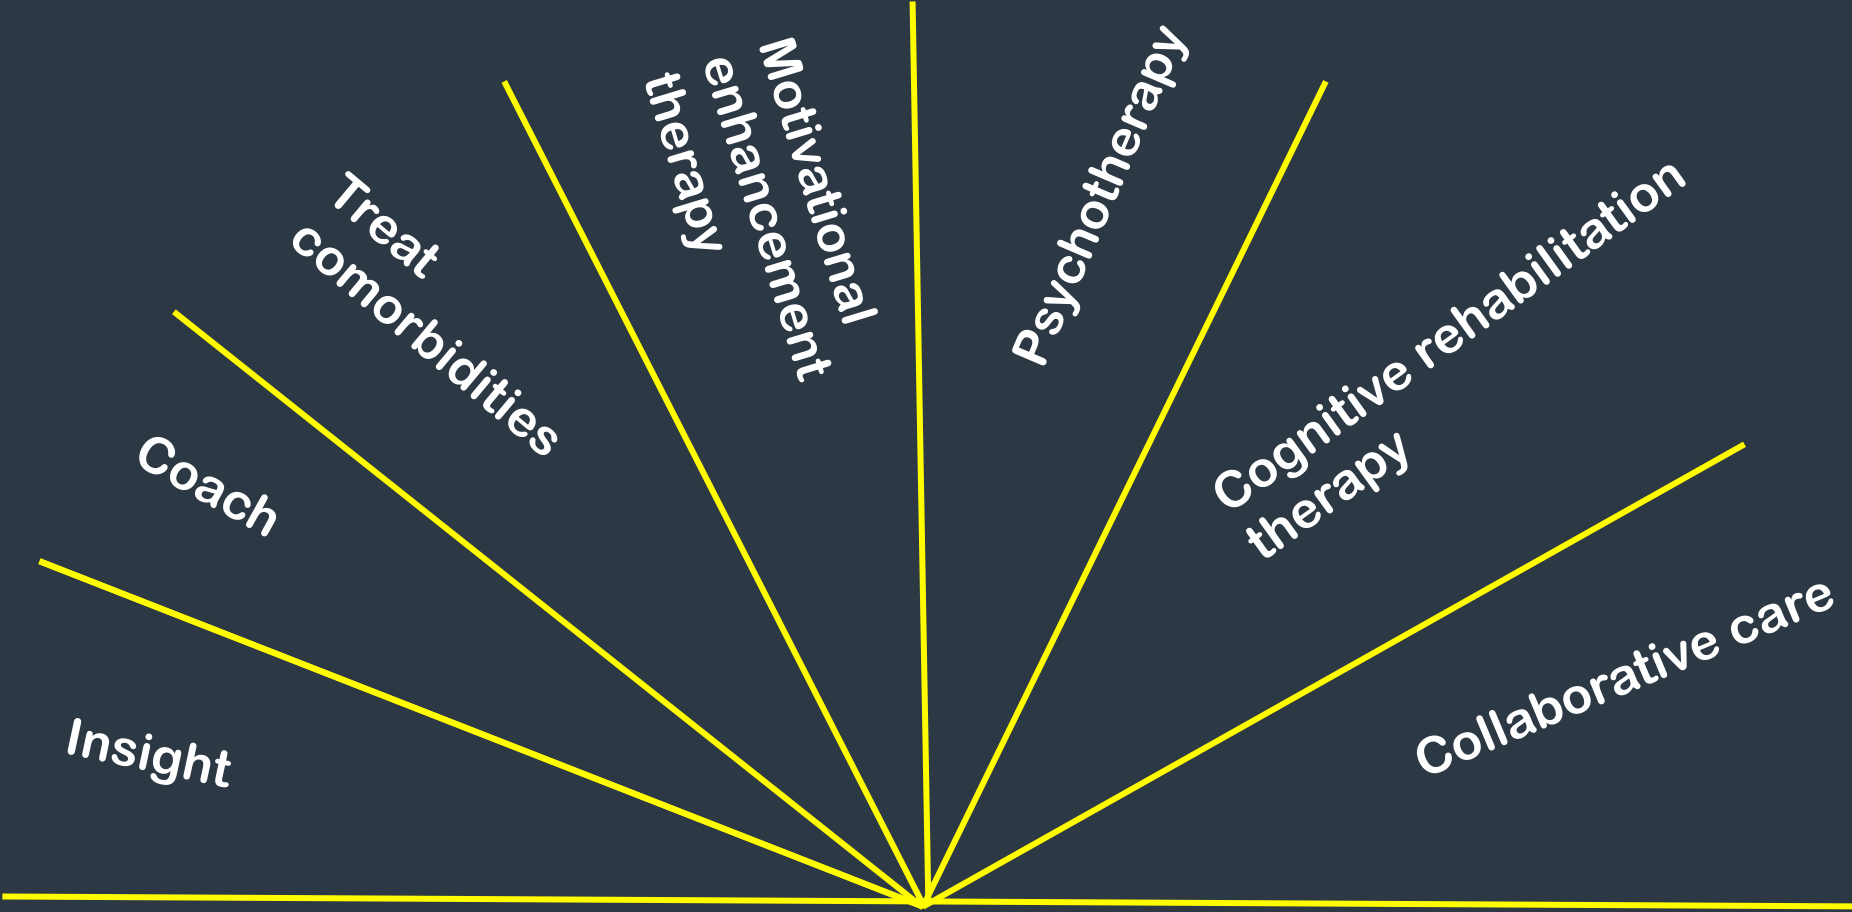 Insight
Coach
Treat
comorbidities
Motivational
enhancement
therapy
Psychotherapy
Cognitive rehabilitation
therapy
Collaborative care